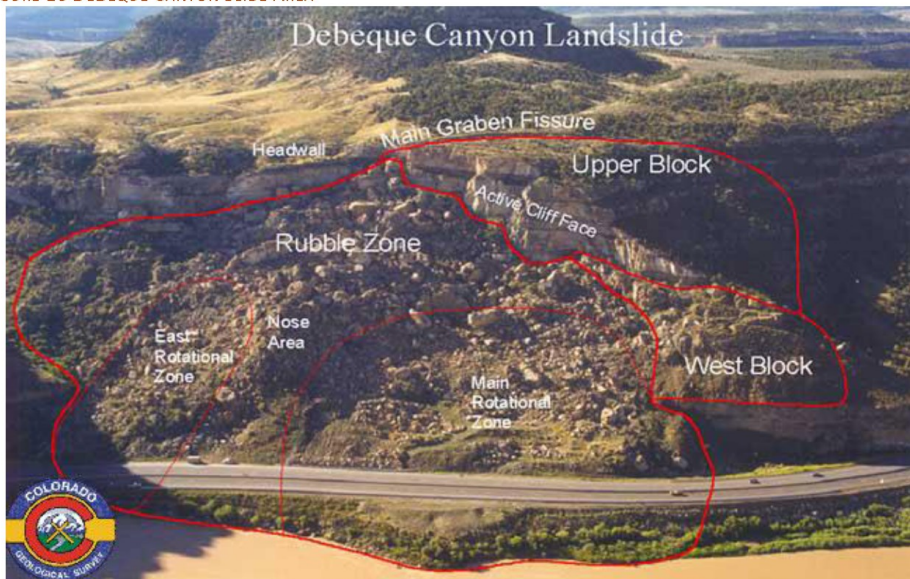 Debeque Canyon Landslide
Main Graben Fissure
Headwall
Upper Block
Active Cliff Face
Rubble Zone
East
Rotational
Zone
Nose
Area
Main
Rotational
Zone
West Block
COLORADO
GEOLOGICAL SURVEY